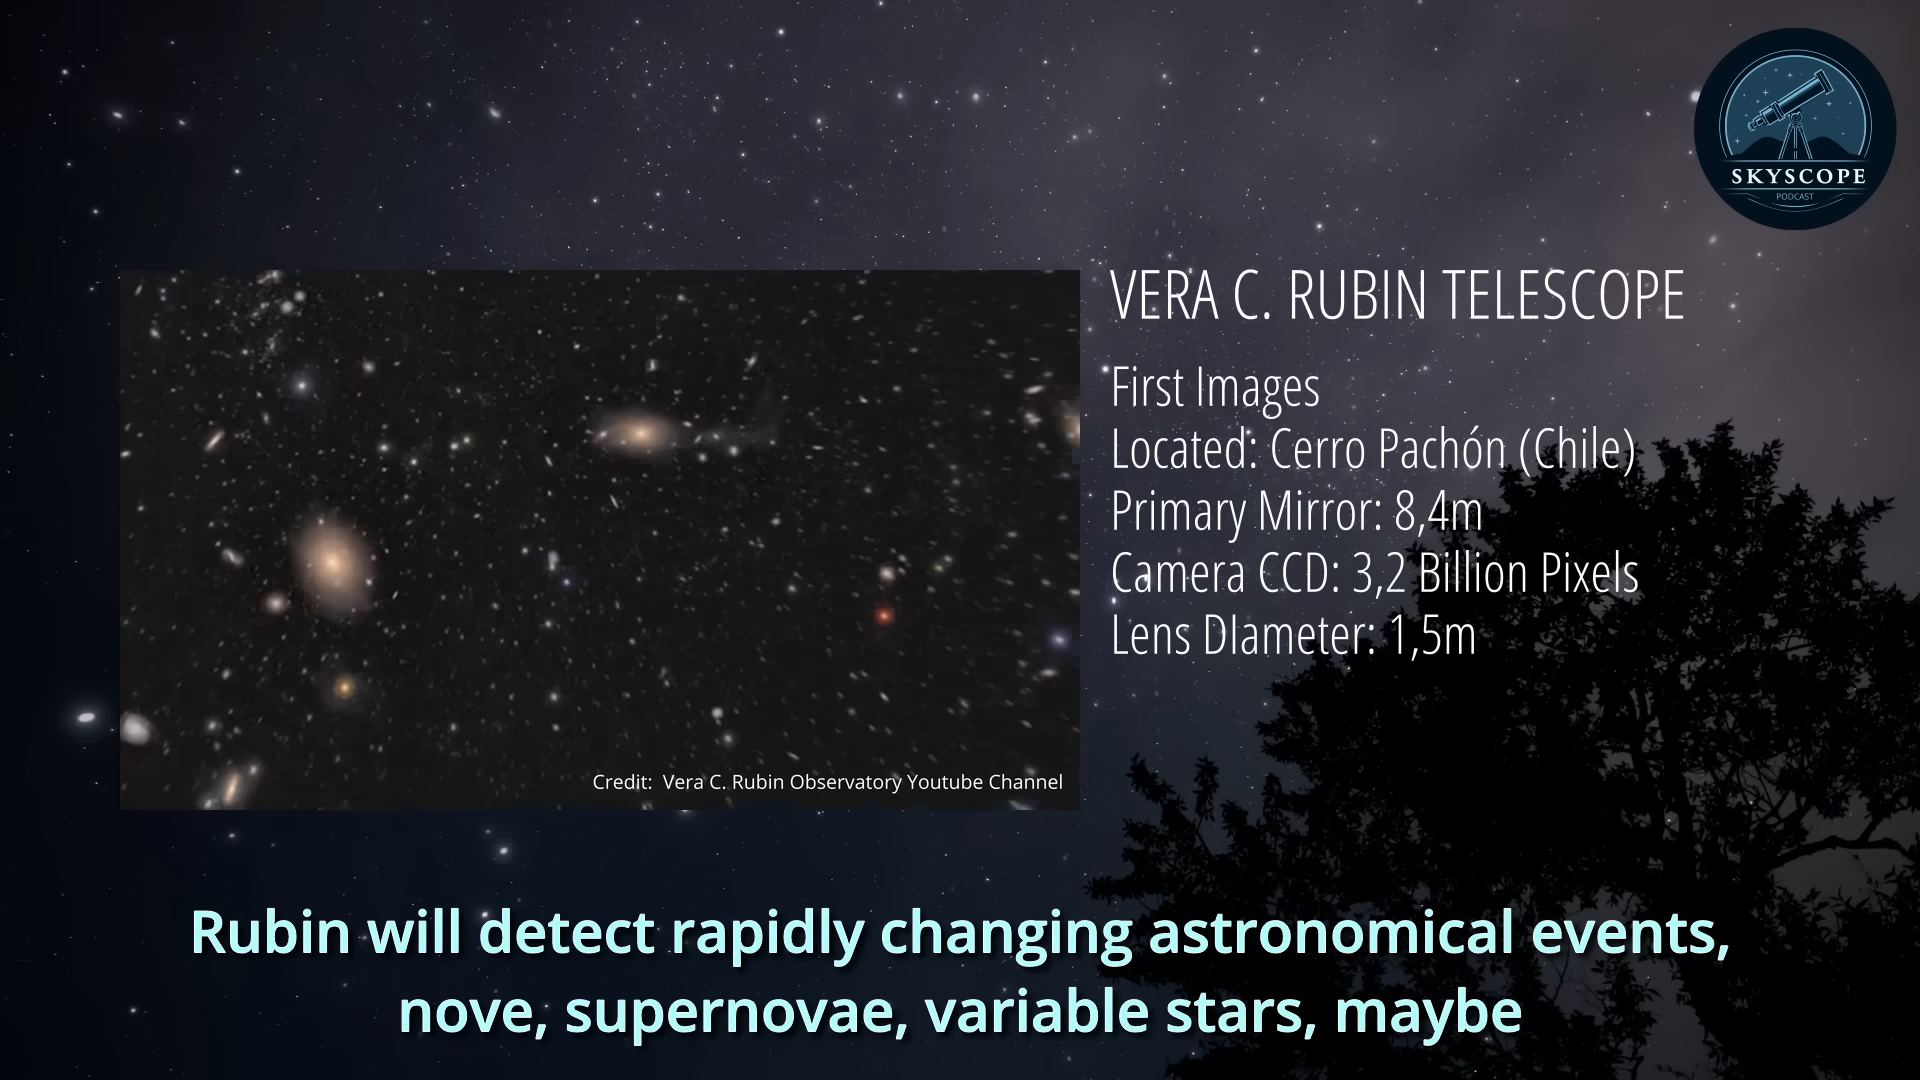 SKYSCOPE
PODCAST
VERA C. RUBIN TELESCOPE
First Images
Located: Cerro Pachón (Chile)
Primary Mirror: 8,4m
Camera CCD: 3,2 Billion Pixels
Lens DIameter: 1,5m
Credit:  Vera C. Rubin Observatory Youtube Channel
Rubin will detect rapidly changing astronomical events,
nove, supernovae, variable stars, maybe